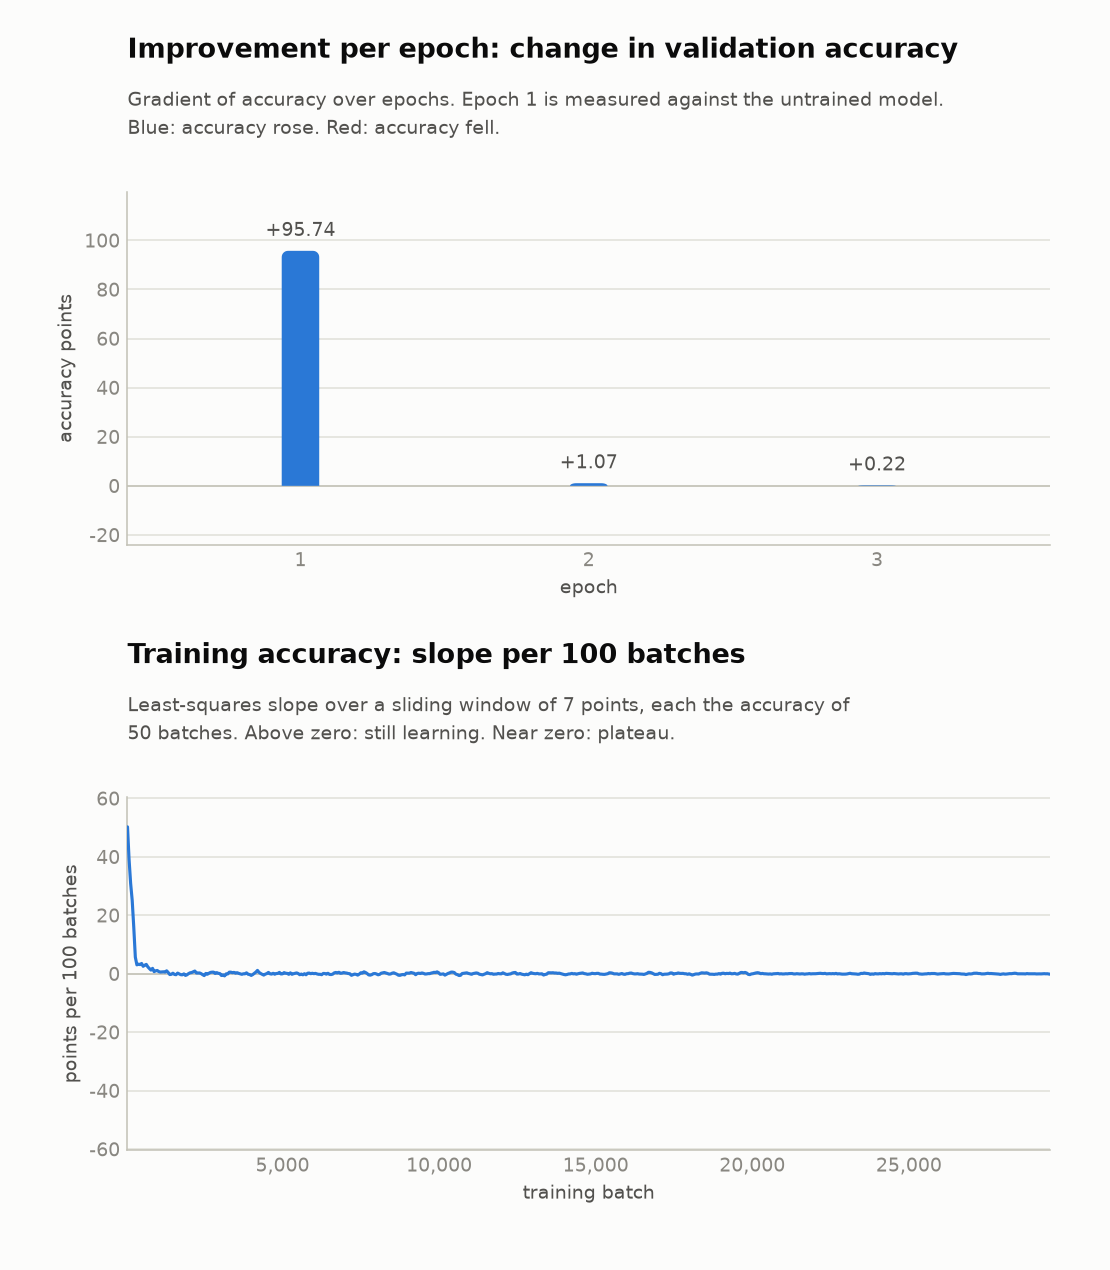 Improvement per epoch: change in validation accuracy
Gradient of accuracy over epochs. Epoch 1 is measured against the untrained model.
Blue: accuracy rose. Red: accuracy fell.
accuracy points
100
80
60
40
20
0
-20
+95.74
+1.07
+0.22
1
2
3
epoch
Training accuracy: slope per 100 batches
Least-squares slope over a sliding window of 7 points, each the accuracy of
50 batches. Above zero: still learning. Near zero: plateau.
points per 100 batches
60
40
20
0
-20
-40
-60
5,000
10,000
15,000
20,000
25,000
training batch